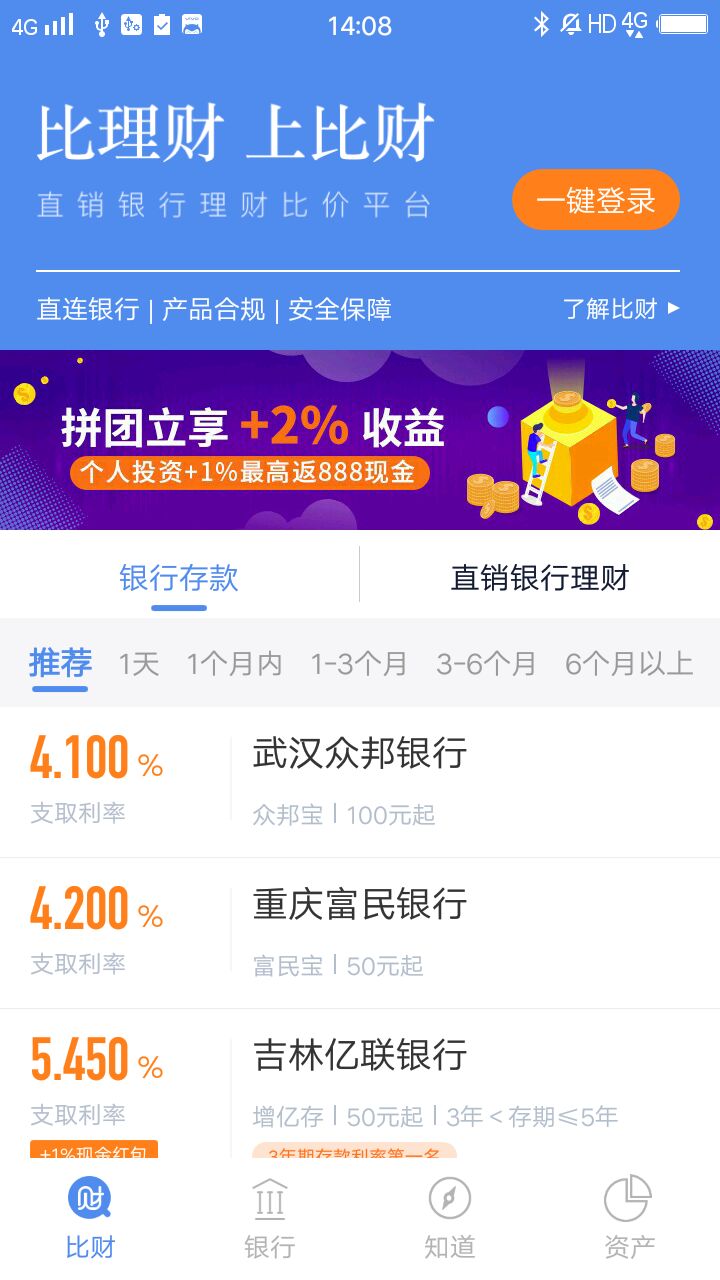 4G 14:08 HD 4G
比理财 上比财
直销银行理财比价平台
一键登录
直连银行 | 产品合规 | 安全保障
了解比财 ▶
拼团立享 +2% 收益
个人投资+1%最高返888现金
银行存款 直销银行理财
推荐 1天 1个月内 1-3个月 3-6个月 6个月以上
4.100 %
武汉众邦银行
支取利率
众邦宝 | 100元起
4.200 %
重庆富民银行
支取利率
富民宝 | 50元起
5.450 %
吉林亿联银行
支取利率
增亿存 | 50元起 | 3年 < 存期≤5年
+1%现金红包
3年期存款利率第一名
比财 银行 知道 资产